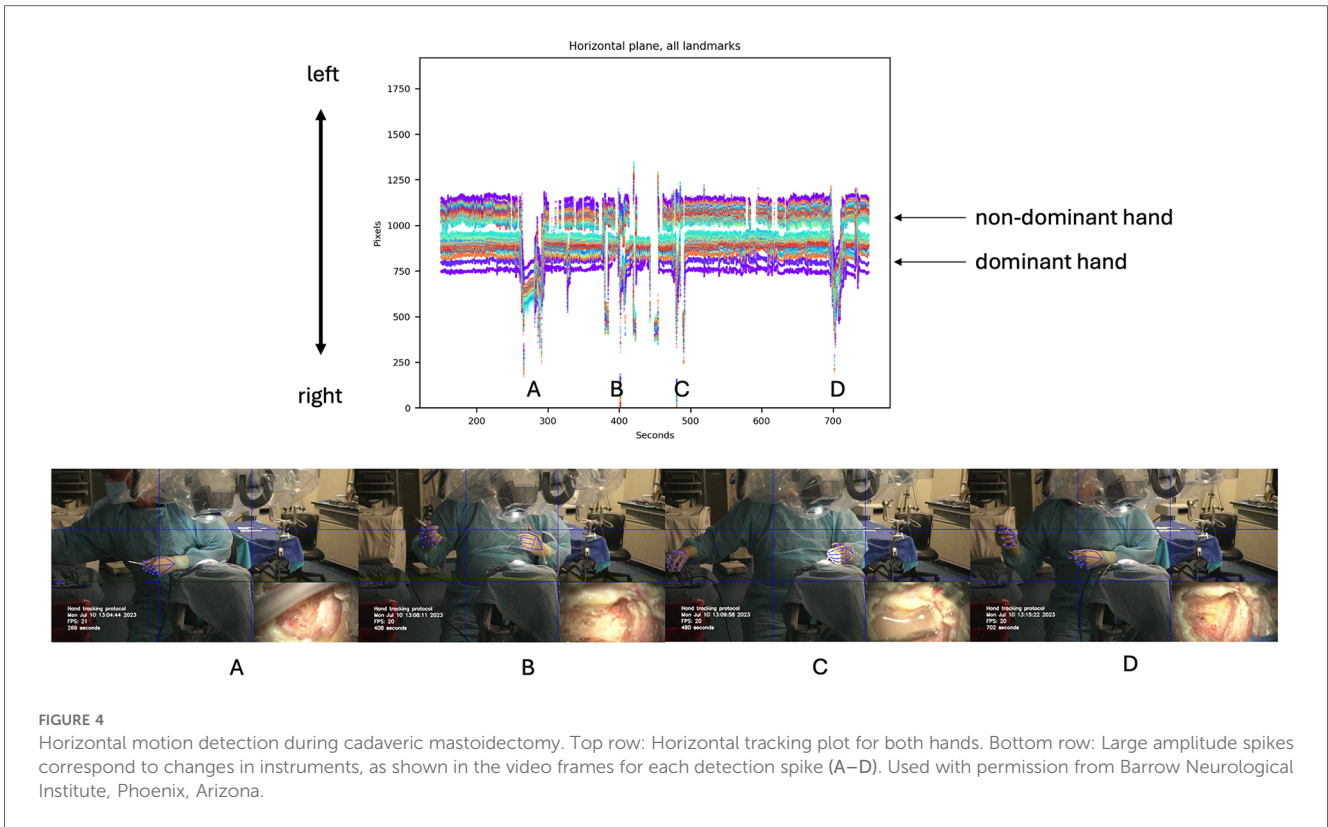 Horizontal plane, all landmarks
left
right
1750
1500
1250
1000
750
500
250
0
Pixels
200
300
400
500
600
700
Seconds
A
B
C
D
non-dominant hand
dominant hand
Hand tracking protocol
Mon Jul 10 13:04:44 2023
FPS: 21
269 seconds
Hand tracking protocol
Mon Jul 10 13:08:11 2023
FPS: 20
408 seconds
Hand tracking protocol
Mon Jul 10 13:09:58 2023
FPS: 20
480 seconds
Hand tracking protocol
Mon Jul 10 13:15:22 2023
FPS: 20
702 seconds
A
B
C
D
FIGURE 4
Horizontal motion detection during cadaveric mastoidectomy. Top row: Horizontal tracking plot for both hands. Bottom row: Large amplitude spikes
correspond to changes in instruments, as shown in the video frames for each detection spike (A–D). Used with permission from Barrow Neurological
Institute, Phoenix, Arizona.